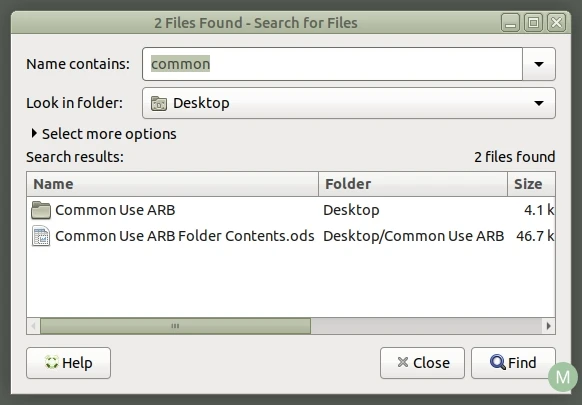 2 Files Found - Search for Files
Name contains: common
Look in folder: Desktop
Select more options
Search results: 2 files found
Name Folder Size
Common Use ARB Desktop 4.1 k
Common Use ARB Folder Contents.ods Desktop/Common Use ARB 46.7 k
Help Close Find
M